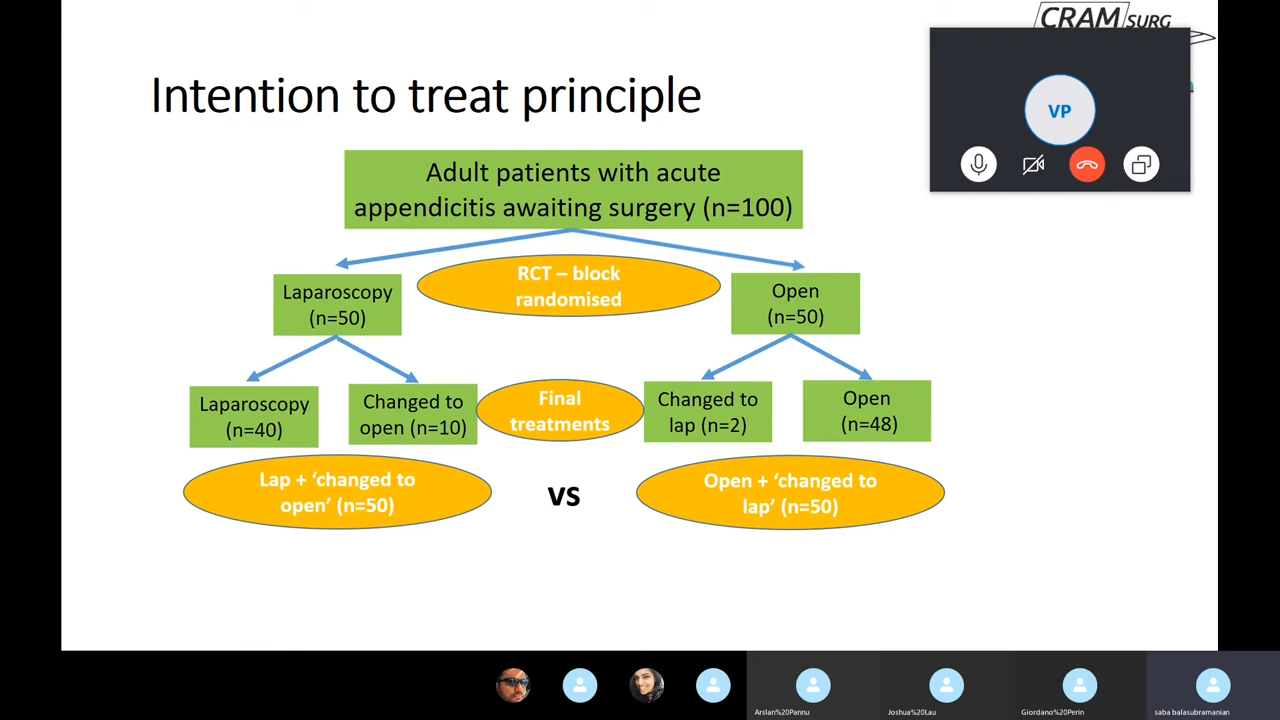 CRAMSURG
Intention to treat principle
VP
Adult patients with acute
appendicitis awaiting surgery (n=100)
RCT – block
randomised
Laparoscopy
(n=50)
Open
(n=50)
Laparoscopy
(n=40)
Changed to
open (n=10)
Final
treatments
Changed to
lap (n=2)
Open
(n=48)
Lap + ‘changed to
open’ (n=50)
vs
Open + ‘changed to
lap’ (n=50)
Arslan%20Pannu
Joshua%20Lau
Giordano%20Perin
saba balasubramanian